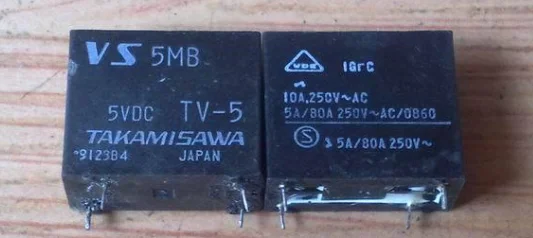 VS 5MB
5VDC TV-5
TAKAMISAWA
~912384 JAPAN
VDE IGrC
10A,250V~AC
5A/80A 250V~AC/0860
S 5A/80A 250V~